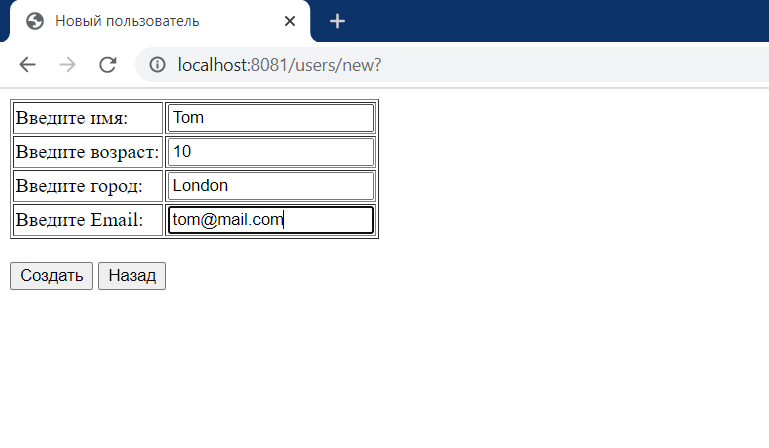 Новый пользователь
localhost:8081/users/new?
Введите имя: Tom
Введите возраст: 10
Введите город: London
Введите Email: tom@mail.com
Создать Назад